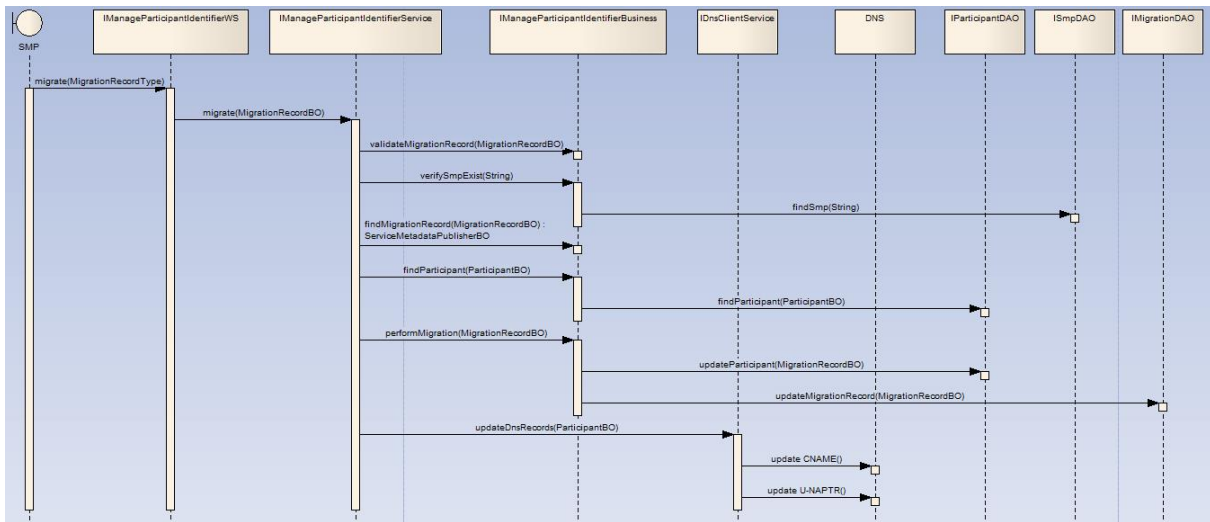 IManageParticipantIdentifierWS
IManageParticipantIdentifierService
IManageParticipantIdentifierBusiness
IDnsClientService
DNS
IParticipantDAO
ISmpDAO
IMigrationDAO
SMP
migrate(MigrationRecordType)
migrate(MigrationRecordBO)
validateMigrationRecord(MigrationRecordBO)
verifySmpExist(String)
findSmp(String)
findMigrationRecord(MigrationRecordBO) :
ServiceMetadataPublisherBO
findParticipant(ParticipantBO)
findParticipant(ParticipantBO)
performMigration(MigrationRecordBO)
updateParticipant(MigrationRecordBO)
updateMigrationRecord(MigrationRecordBO)
updateDnsRecords(ParticipantBO)
update CNAME()
update U-NAPTR()